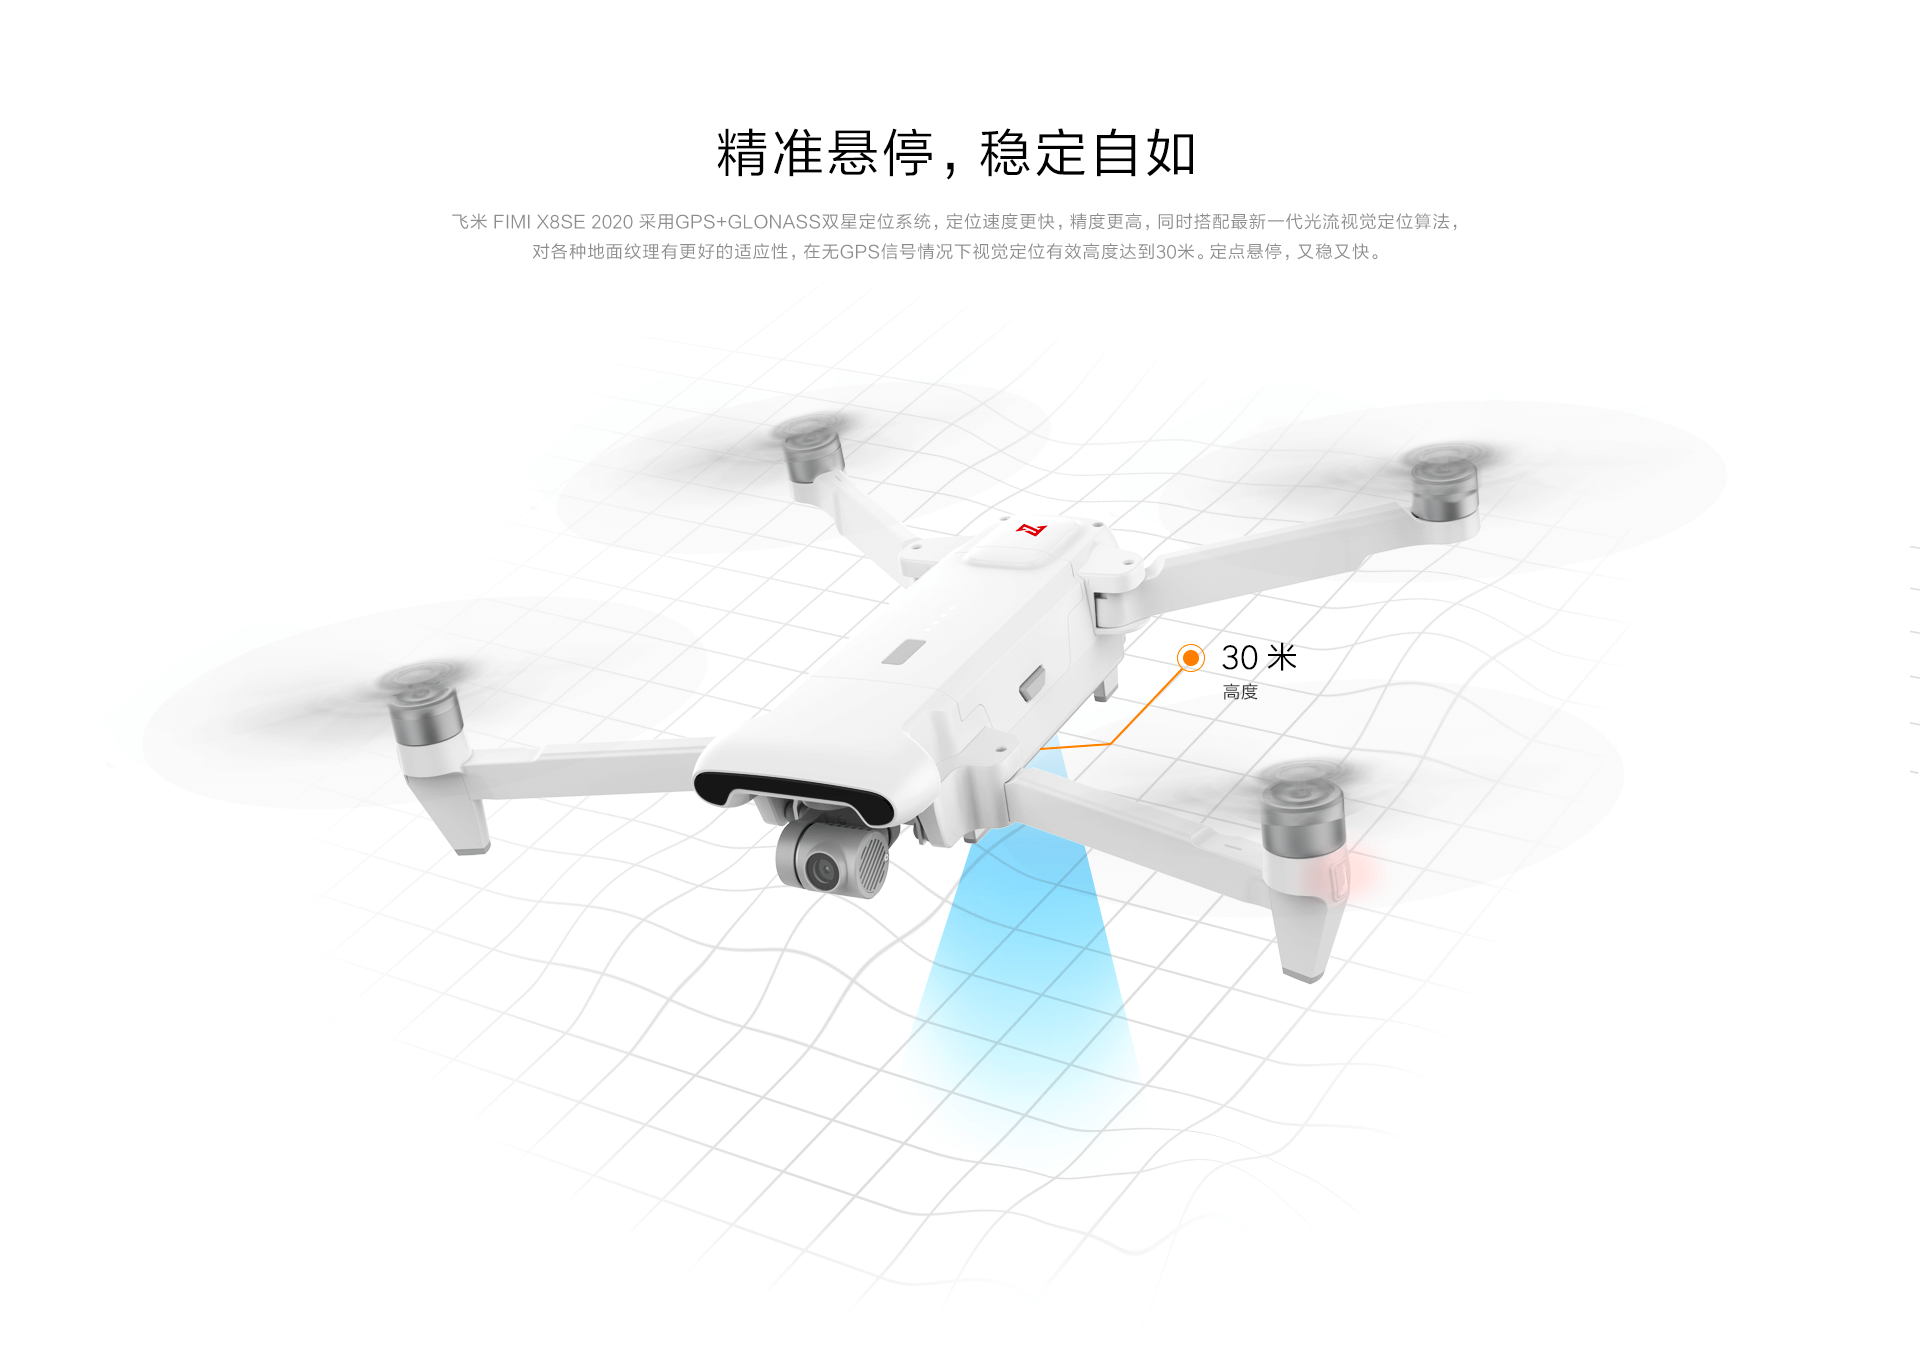 精准悬停，稳定自如
飞米 FIMI X8SE 2020 采用GPS+GLONASS双星定位系统，定位速度更快，精度更高，同时搭配最新一代光流视觉定位算法，
对各种地面纹理有更好的适应性，在无GPS信号情况下视觉定位有效高度达到30米。定点悬停，又稳又快。
30 米
高度